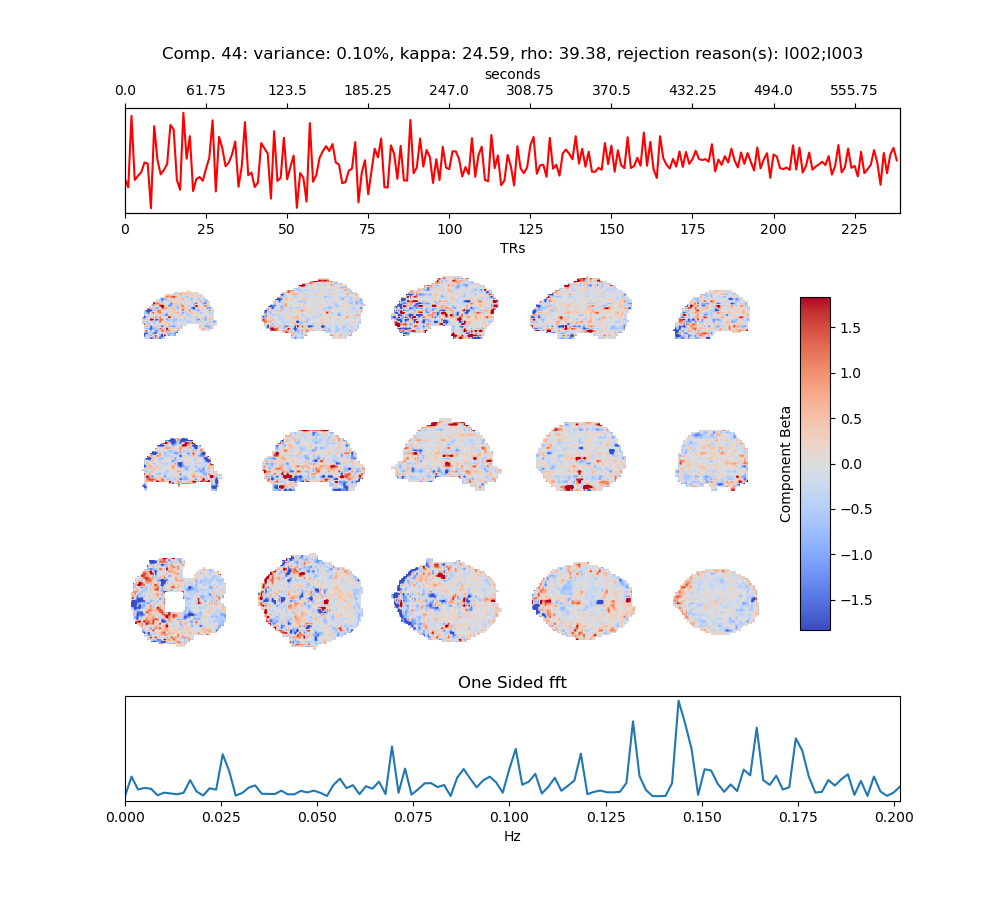 Comp. 44: variance: 0.10%, kappa: 24.59, rho: 39.38, rejection reason(s): I002;I003
seconds
0.0 61.75 123.5 185.25 247.0 308.75 370.5 432.25 494.0 555.75
0 25 50 75 100 125 150 175 200 225
TRs
1.5
1.0
0.5
0.0
−0.5
−1.0
−1.5
Component Beta
One Sided fft
0.000 0.025 0.050 0.075 0.100 0.125 0.150 0.175 0.200
Hz